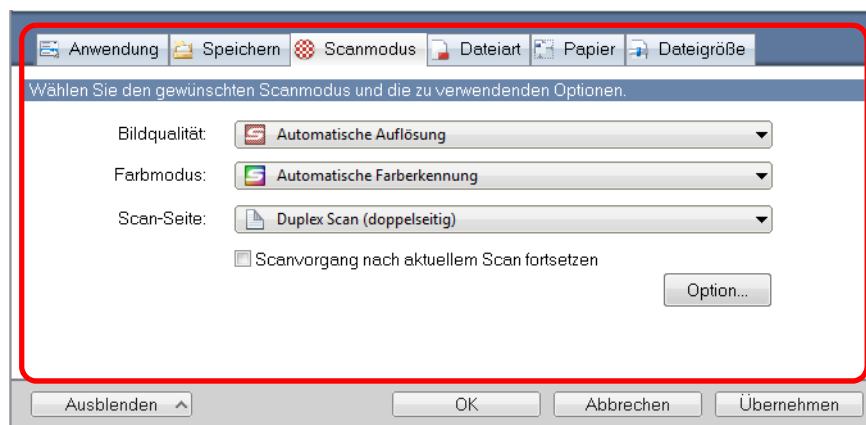 Anwendung Speichern Scanmodus Dateiart Papier Dateigröße
Wählen Sie den gewünschten Scanmodus und die zu verwendenden Optionen.
Bildqualität: Automatische Auflösung
Farbmodus: Automatische Farberkennung
Scan-Seite: Duplex Scan (doppelseitig)
Scanvorgang nach aktuellem Scan fortsetzen
Option...
Ausblenden OK Abbrechen Übernehmen